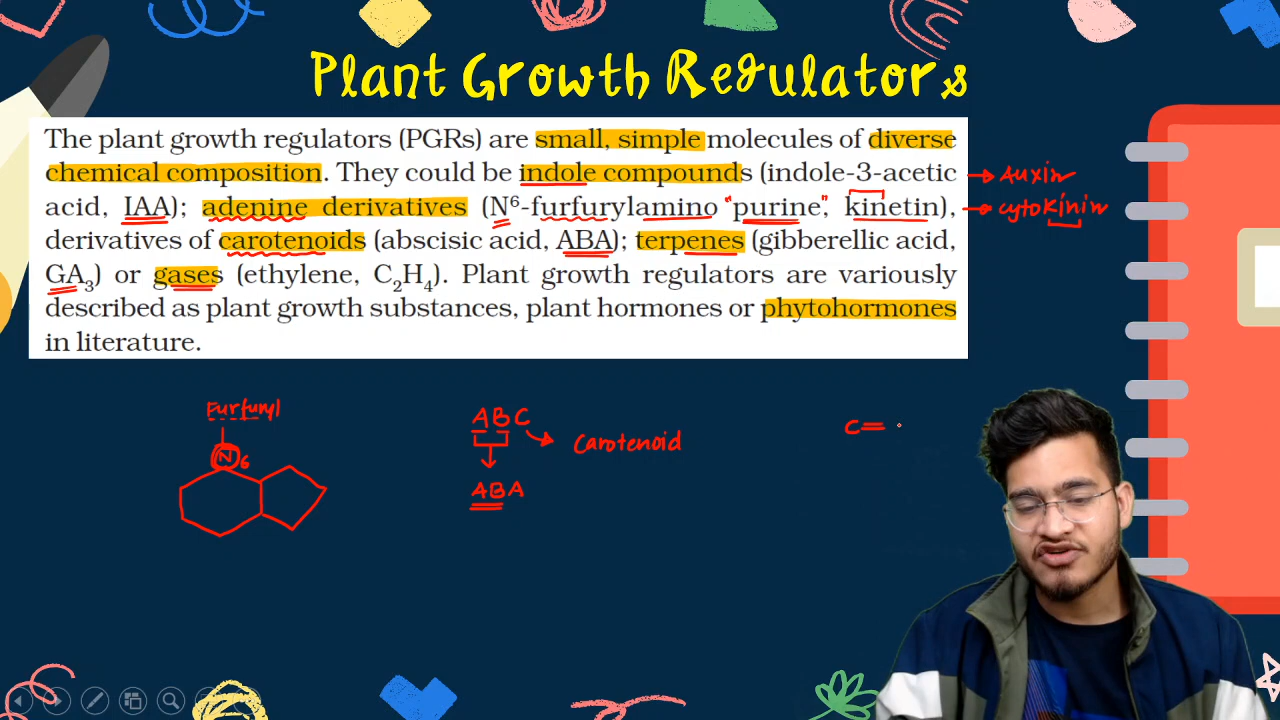 Plant Growth Regulators
The plant growth regulators (PGRs) are small, simple molecules of diverse
chemical composition. They could be indole compounds (indole-3-acetic
→ Auxin
acid, IAA); adenine derivatives (N⁶-furfurylamino "purine", kinetin),
→ cytokinin
derivatives of carotenoids (abscisic acid, ABA); terpenes (gibberellic acid,
GA₃) or gases (ethylene, C₂H₄). Plant growth regulators are variously
described as plant growth substances, plant hormones or phytohormones
in literature.
Furfuryl
N6
ABC
Carotenoid
ABA
C=